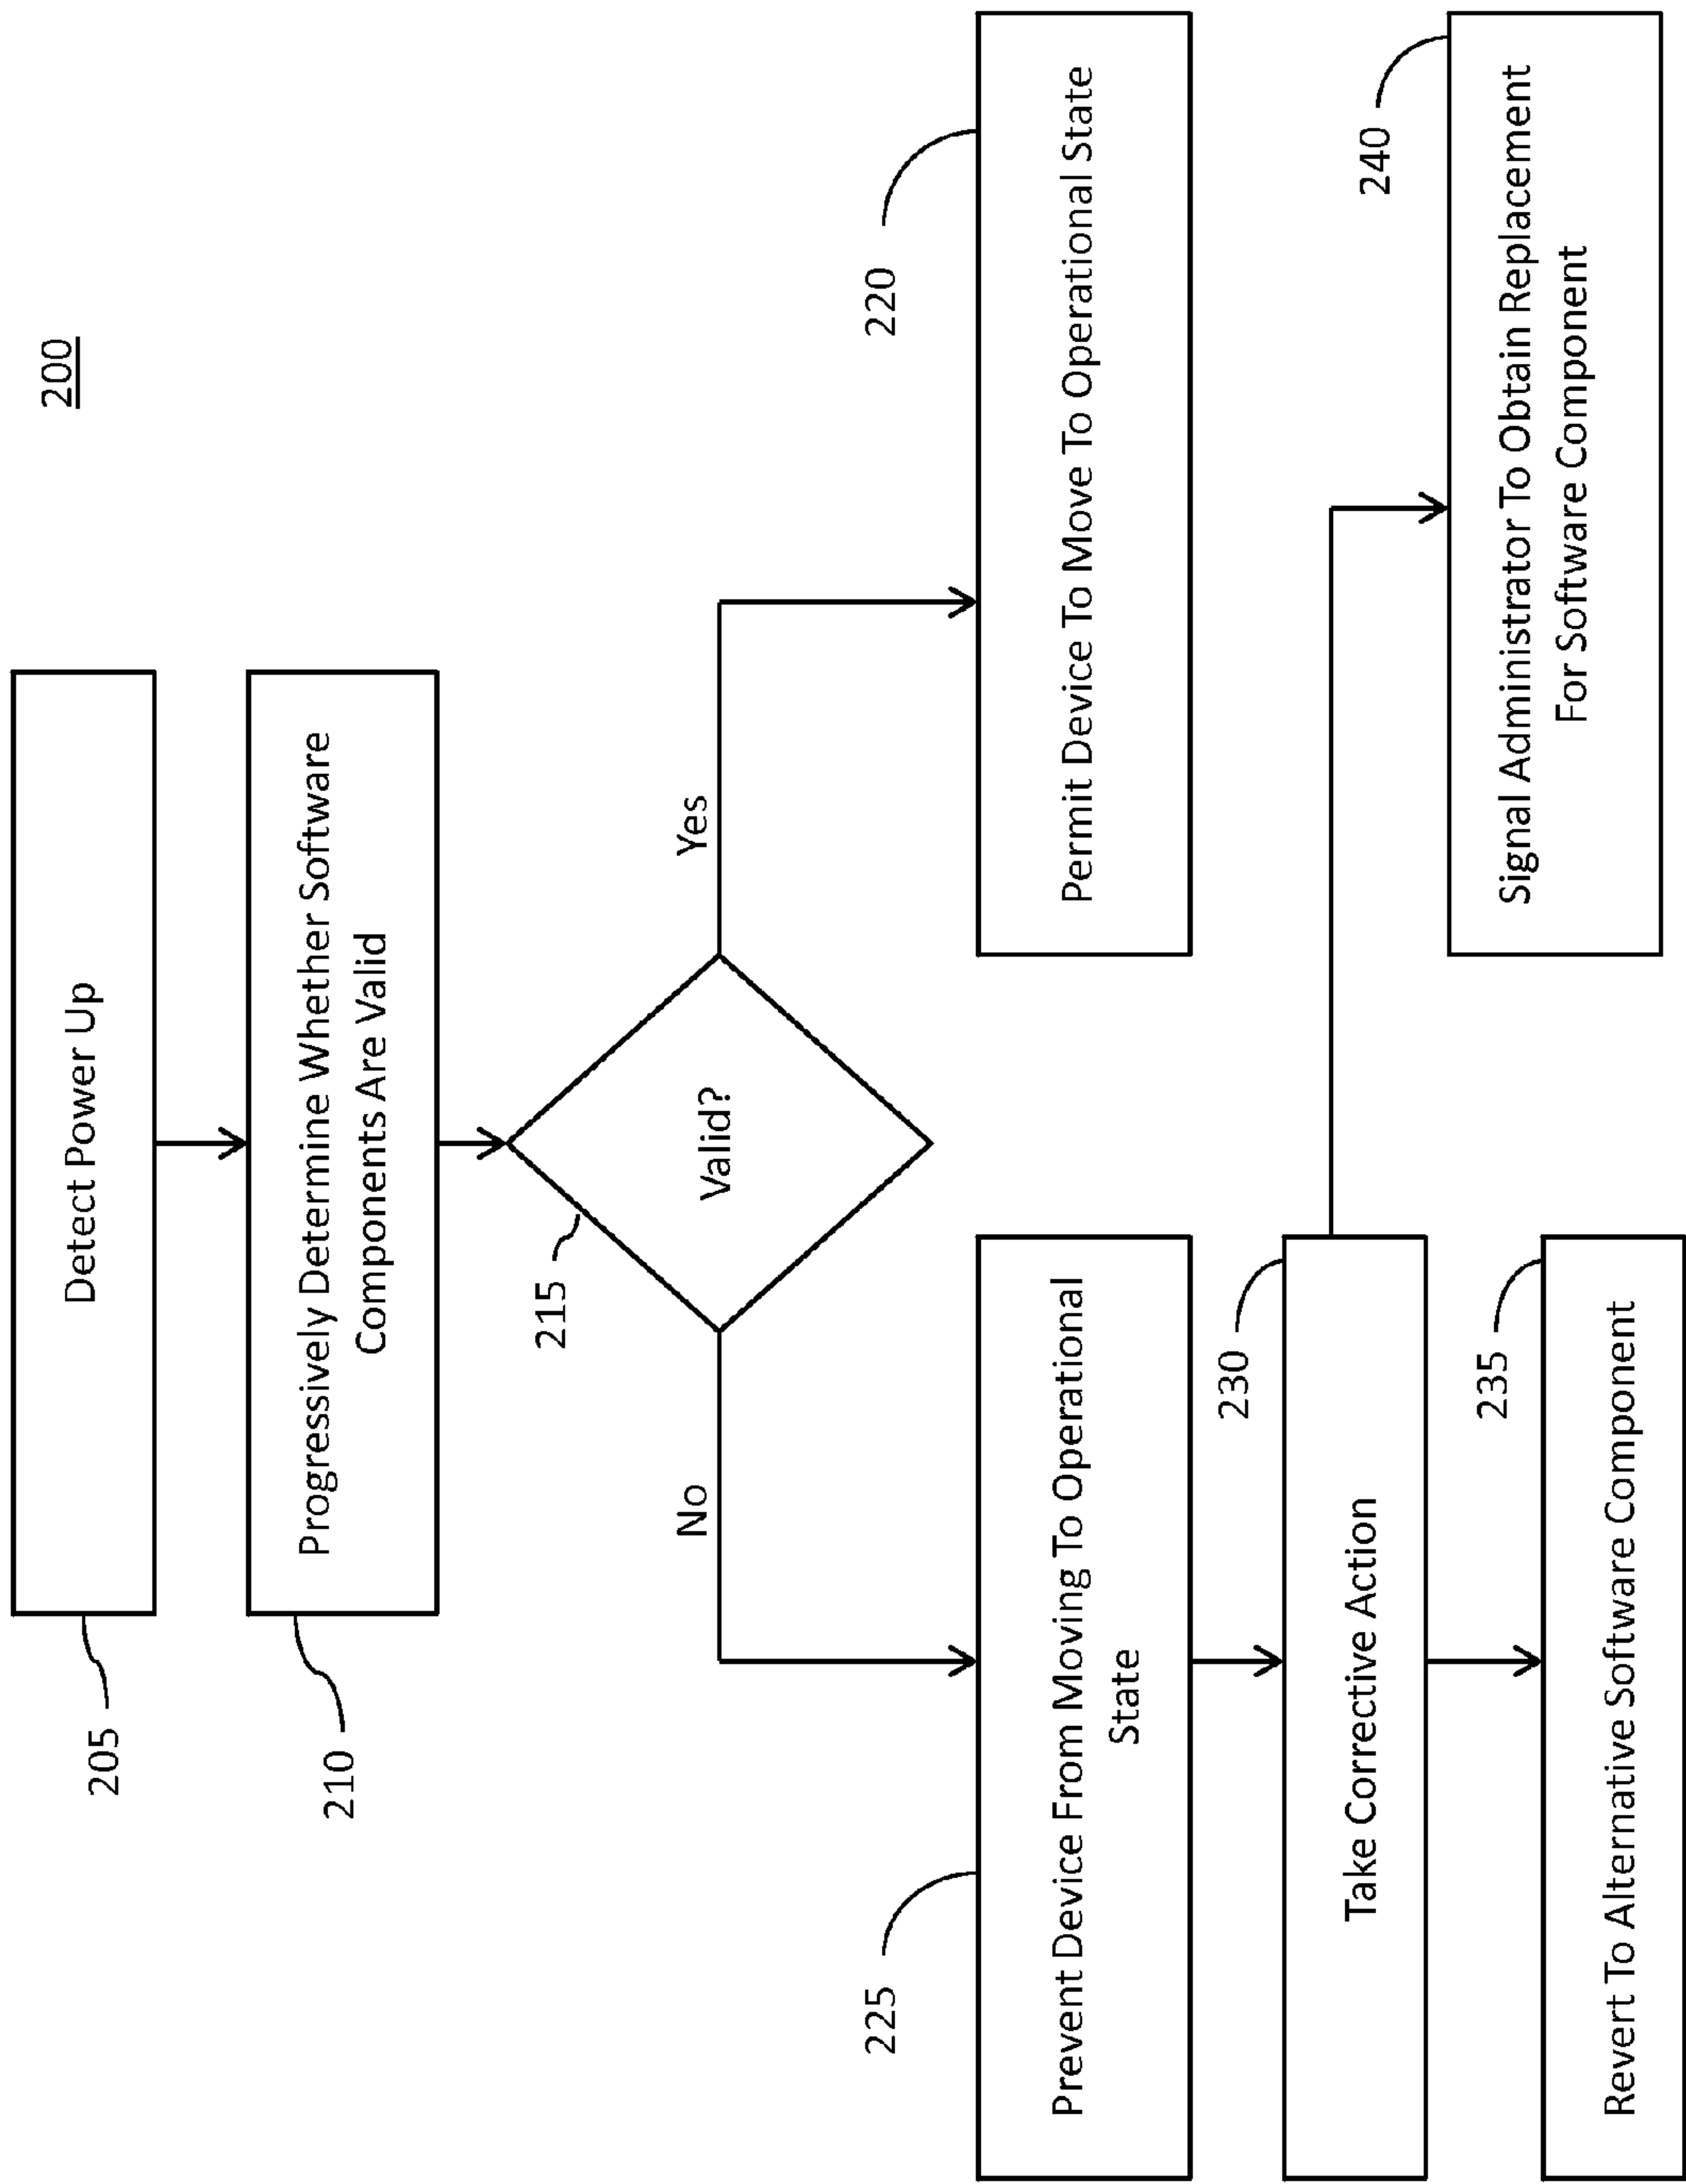 200
205
Detect Power Up
210
Progressively Determine Whether Software
Components Are Valid
215
Valid?
No
Yes
225
Prevent Device From Moving To Operational
State
220
Permit Device To Move To Operational State
230
Take Corrective Action
235
Revert To Alternative Software Component
240
Signal Administrator To Obtain Replacement
For Software Component